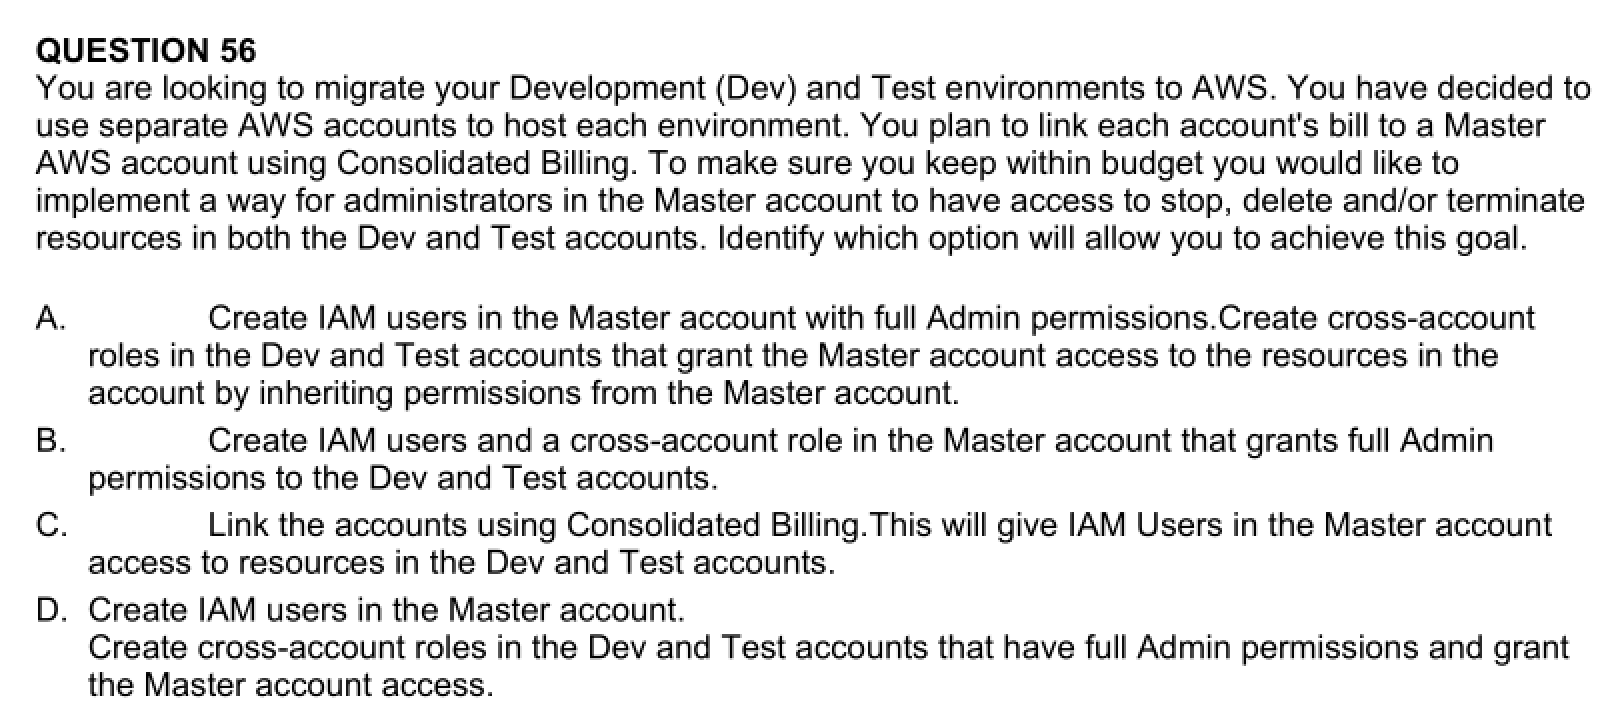 QUESTION 56
You are looking to migrate your Development (Dev) and Test environments to AWS. You have decided to
use separate AWS accounts to host each environment. You plan to link each account's bill to a Master
AWS account using Consolidated Billing. To make sure you keep within budget you would like to
implement a way for administrators in the Master account to have access to stop, delete and/or terminate
resources in both the Dev and Test accounts. Identify which option will allow you to achieve this goal.
A. Create IAM users in the Master account with full Admin permissions.Create cross-account
roles in the Dev and Test accounts that grant the Master account access to the resources in the
account by inheriting permissions from the Master account.
B. Create IAM users and a cross-account role in the Master account that grants full Admin
permissions to the Dev and Test accounts.
C. Link the accounts using Consolidated Billing.This will give IAM Users in the Master account
access to resources in the Dev and Test accounts.
D. Create IAM users in the Master account.
Create cross-account roles in the Dev and Test accounts that have full Admin permissions and grant
the Master account access.